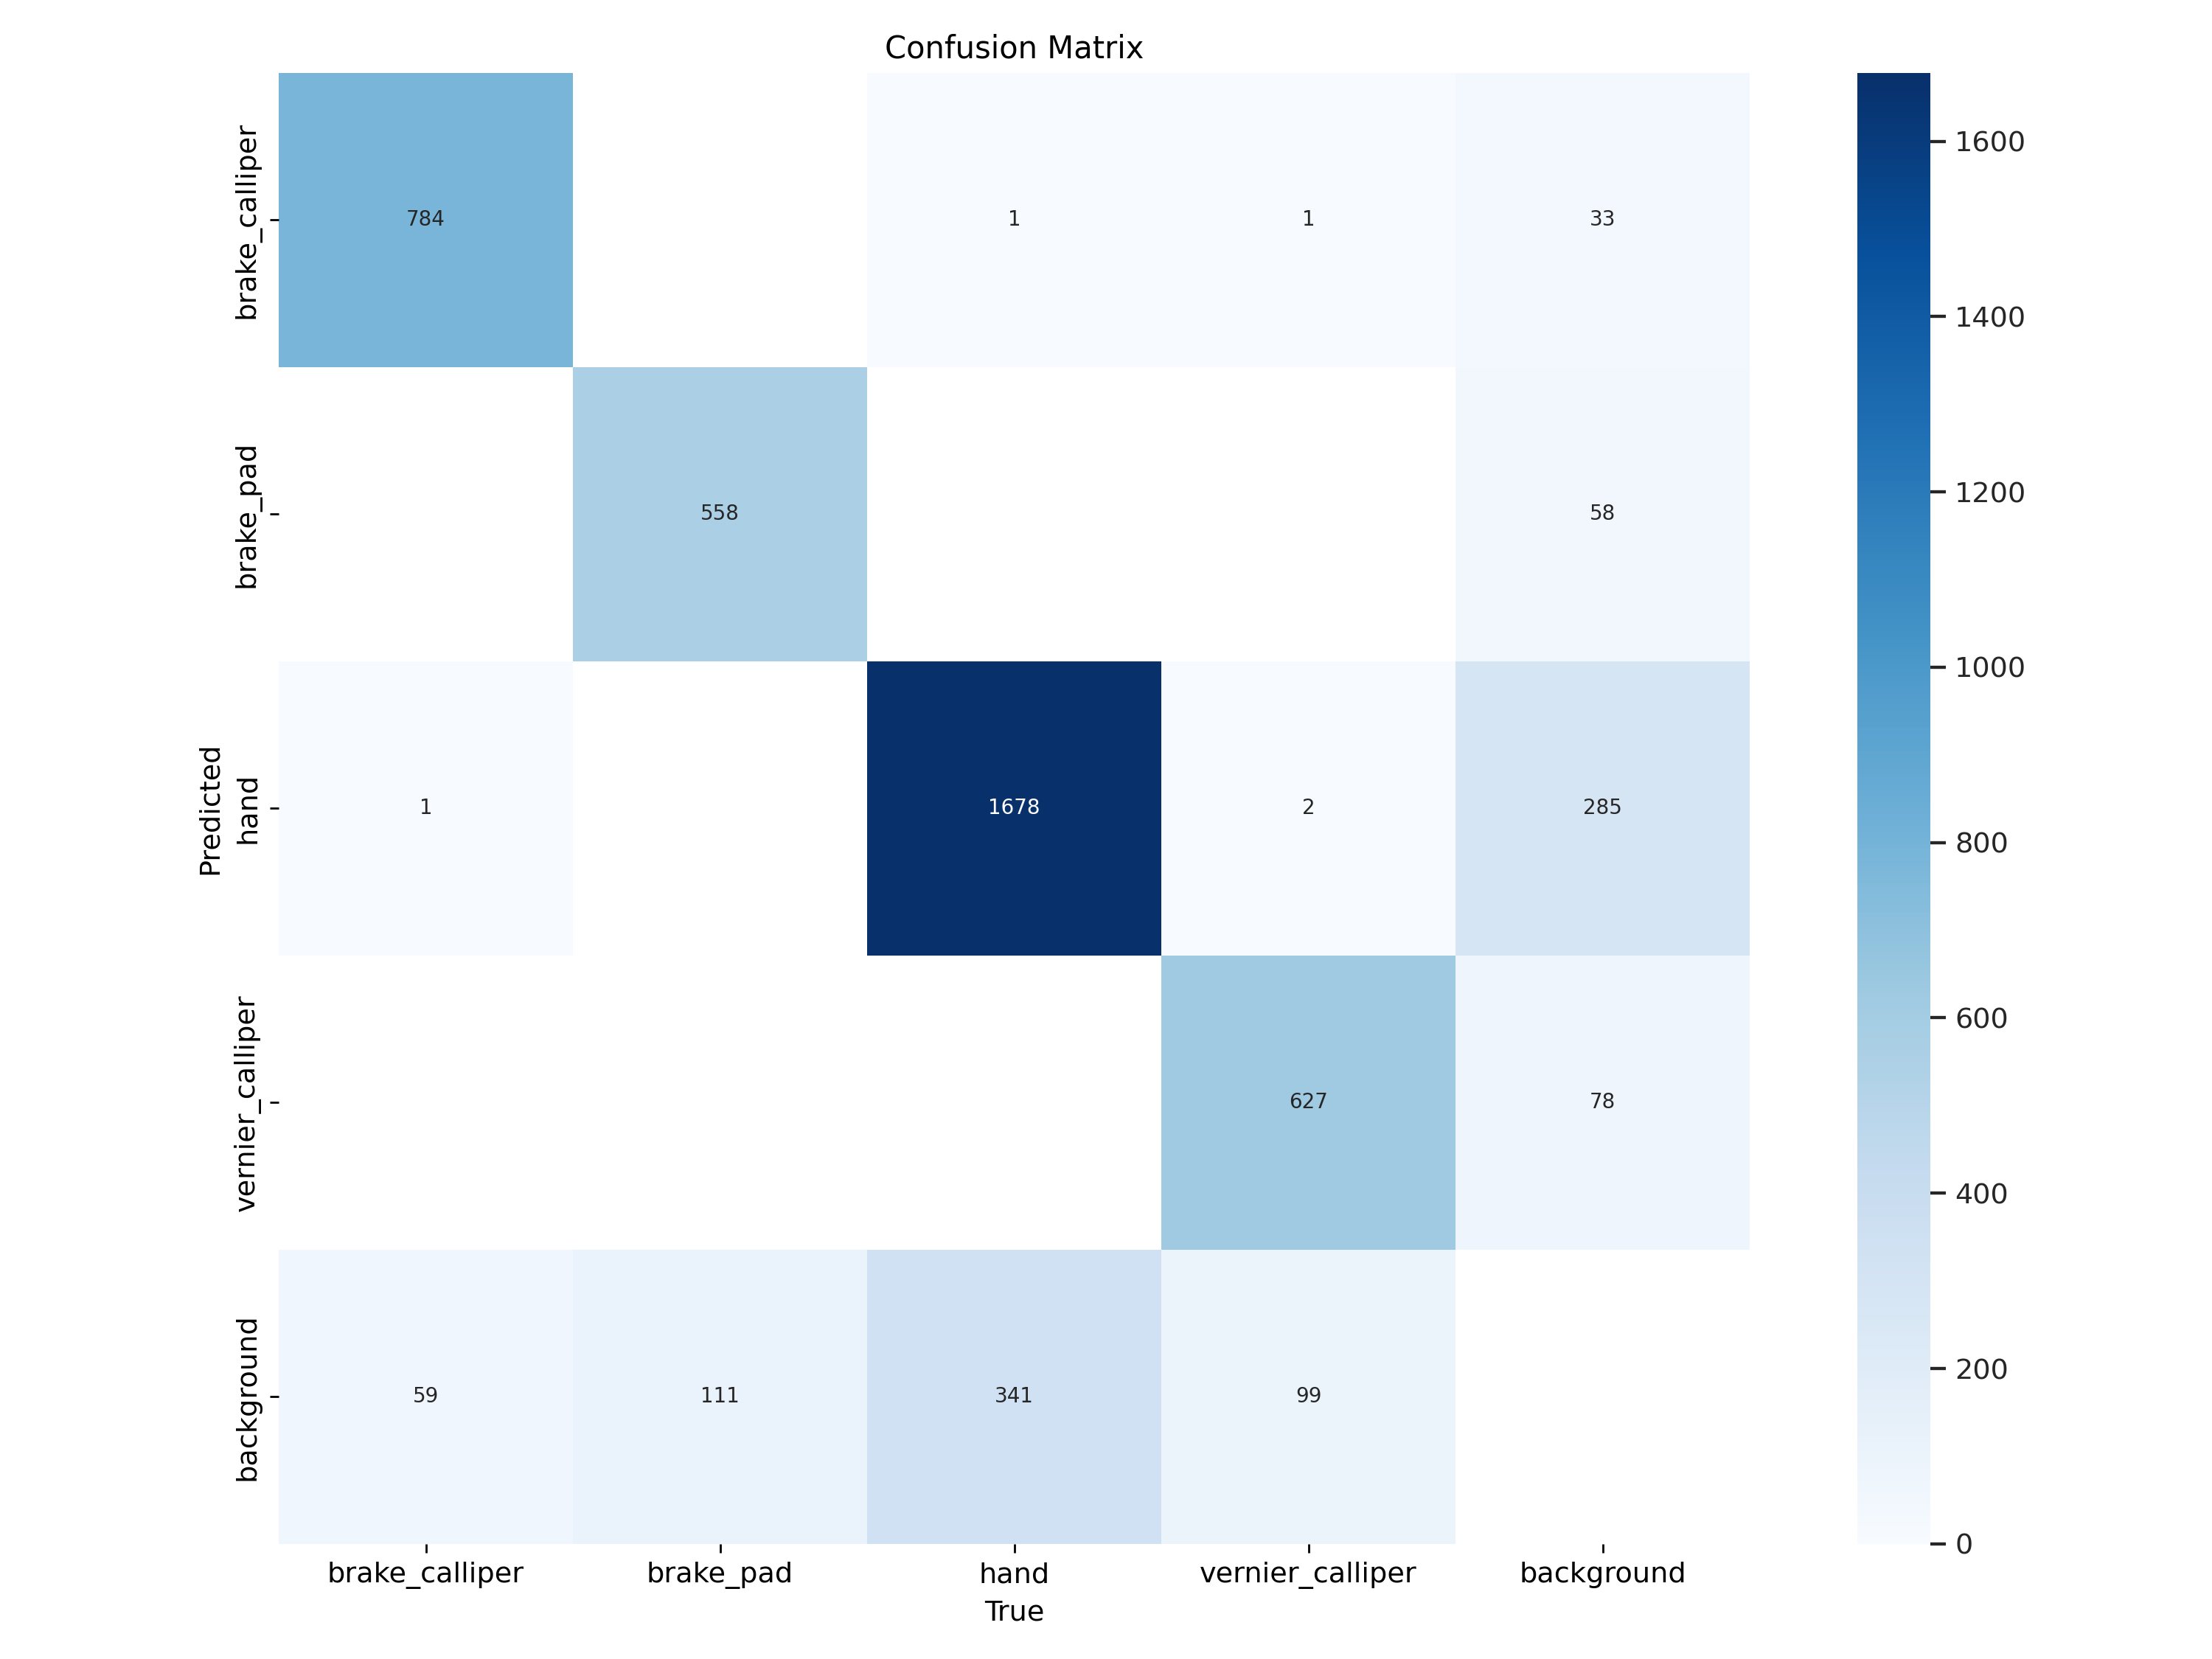 Confusion Matrix
brake_calliper
784
1
1
33
1600
1400
brake_pad
558
58
1200
1000
Predicted
hand
1
1678
2
285
800
vernier_calliper
627
78
600
400
background
59
111
341
99
200
0
brake_calliper
brake_pad
hand
vernier_calliper
background
True